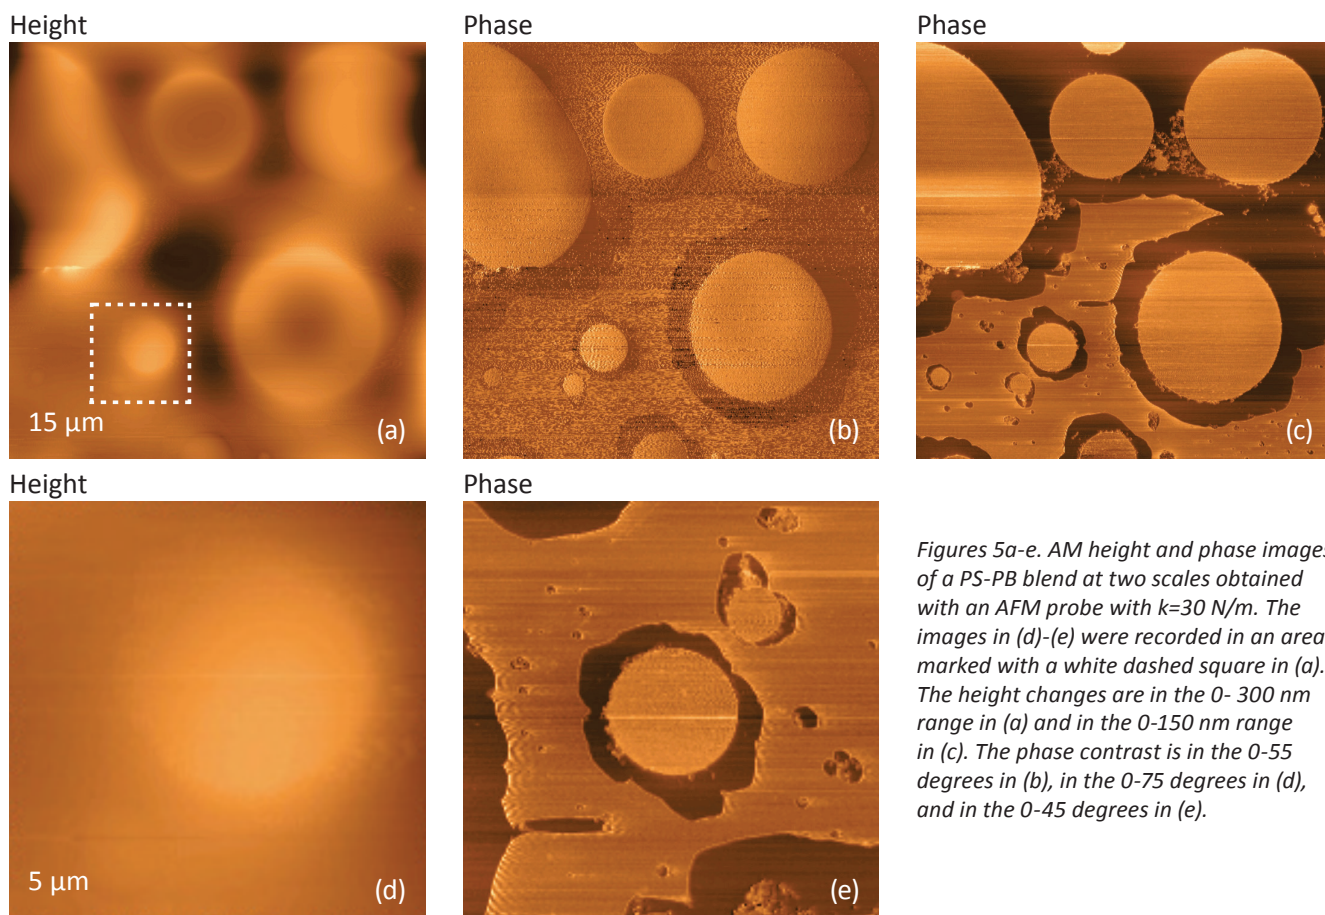 Height
Phase
Phase
15 μm
(a)
(b)
(c)
Height
Phase
5 μm
(d)
(e)
Figures 5a-e. AM height and phase images
of a PS-PB blend at two scales obtained
with an AFM probe with k=30 N/m. The
images in (d)-(e) were recorded in an area
marked with a white dashed square in (a).
The height changes are in the 0- 300 nm
range in (a) and in the 0-150 nm range
in (c). The phase contrast is in the 0-55
degrees in (b), in the 0-75 degrees in (d),
and in the 0-45 degrees in (e).